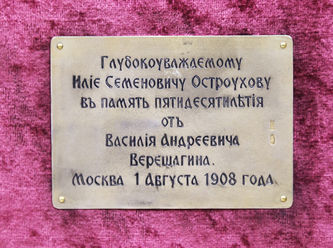 Глубокоуважаемому
Иліе Семеновичу Остроухову
въ память пятидесятилѣтія
отъ
Василія Андреевича
Верещагина.
Москва 1 Августа 1908 года